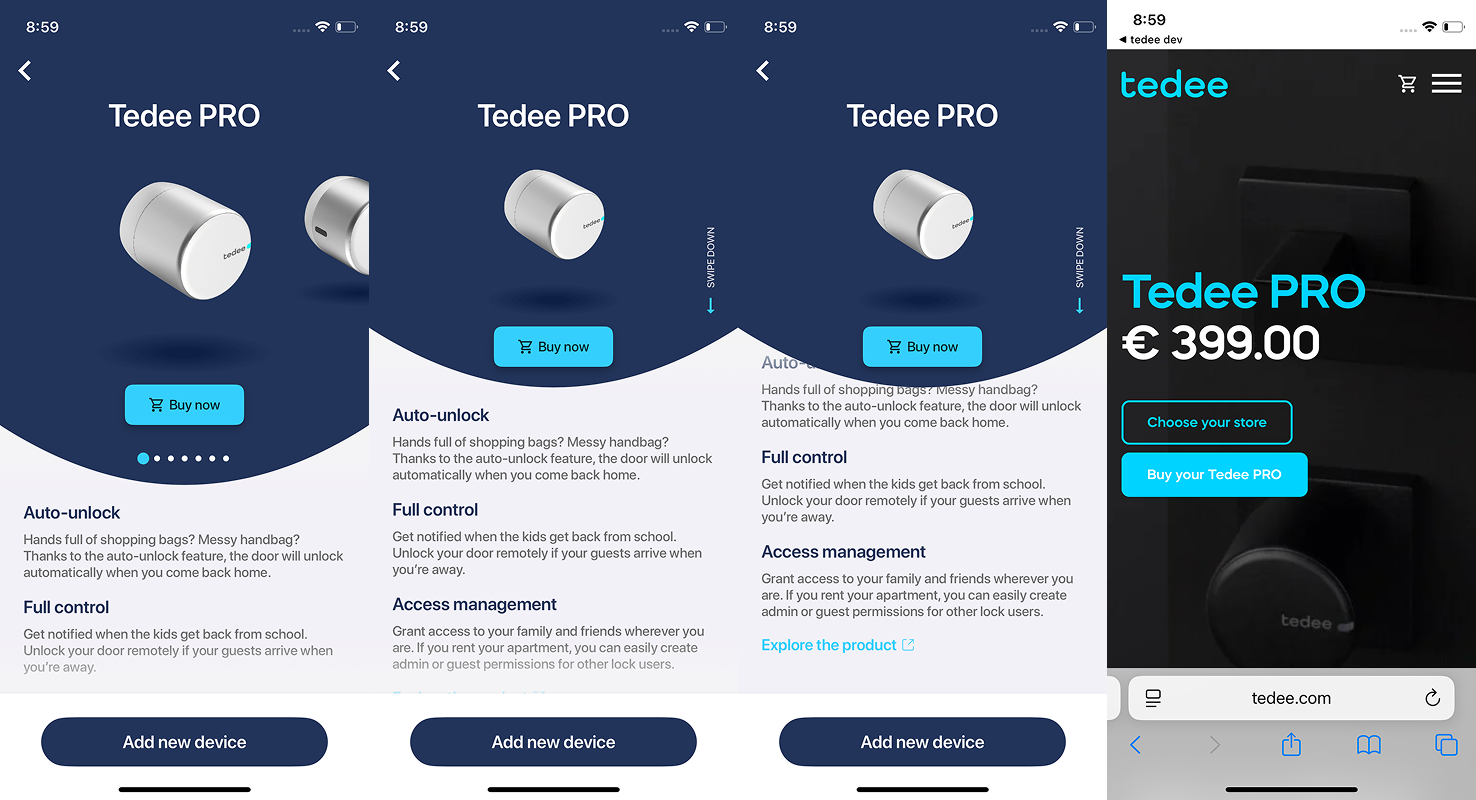 8:59
Tedee PRO
tedee
Buy now
Auto-unlock
Hands full of shopping bags? Messy handbag?
Thanks to the auto-unlock feature, the door will unlock
automatically when you come back home.
Full control
Get notified when the kids get back from school.
Unlock your door remotely if your guests arrive when
you're away.
Add new device
8:59
Tedee PRO
tedee
SWIPE DOWN
Buy now
Auto-unlock
Hands full of shopping bags? Messy handbag?
Thanks to the auto-unlock feature, the door will unlock
automatically when you come back home.
Full control
Get notified when the kids get back from school.
Unlock your door remotely if your guests arrive when
you're away.
Access management
Grant access to your family and friends wherever you
are. If you rent your apartment, you can easily create
admin or guest permissions for other lock users.
Add new device
8:59
Tedee PRO
tedee
SWIPE DOWN
Buy now
Auto-u
Hands full of shopping bags? Messy handbag?
Thanks to the auto-unlock feature, the door will unlock
automatically when you come back home.
Full control
Get notified when the kids get back from school.
Unlock your door remotely if your guests arrive when
you're away.
Access management
Grant access to your family and friends wherever you
are. If you rent your apartment, you can easily create
admin or guest permissions for other lock users.
Explore the product
Add new device
8:59
◀ tedee dev
tedee
Tedee PRO
€ 399.00
Choose your store
Buy your Tedee PRO
tedee
tedee.com